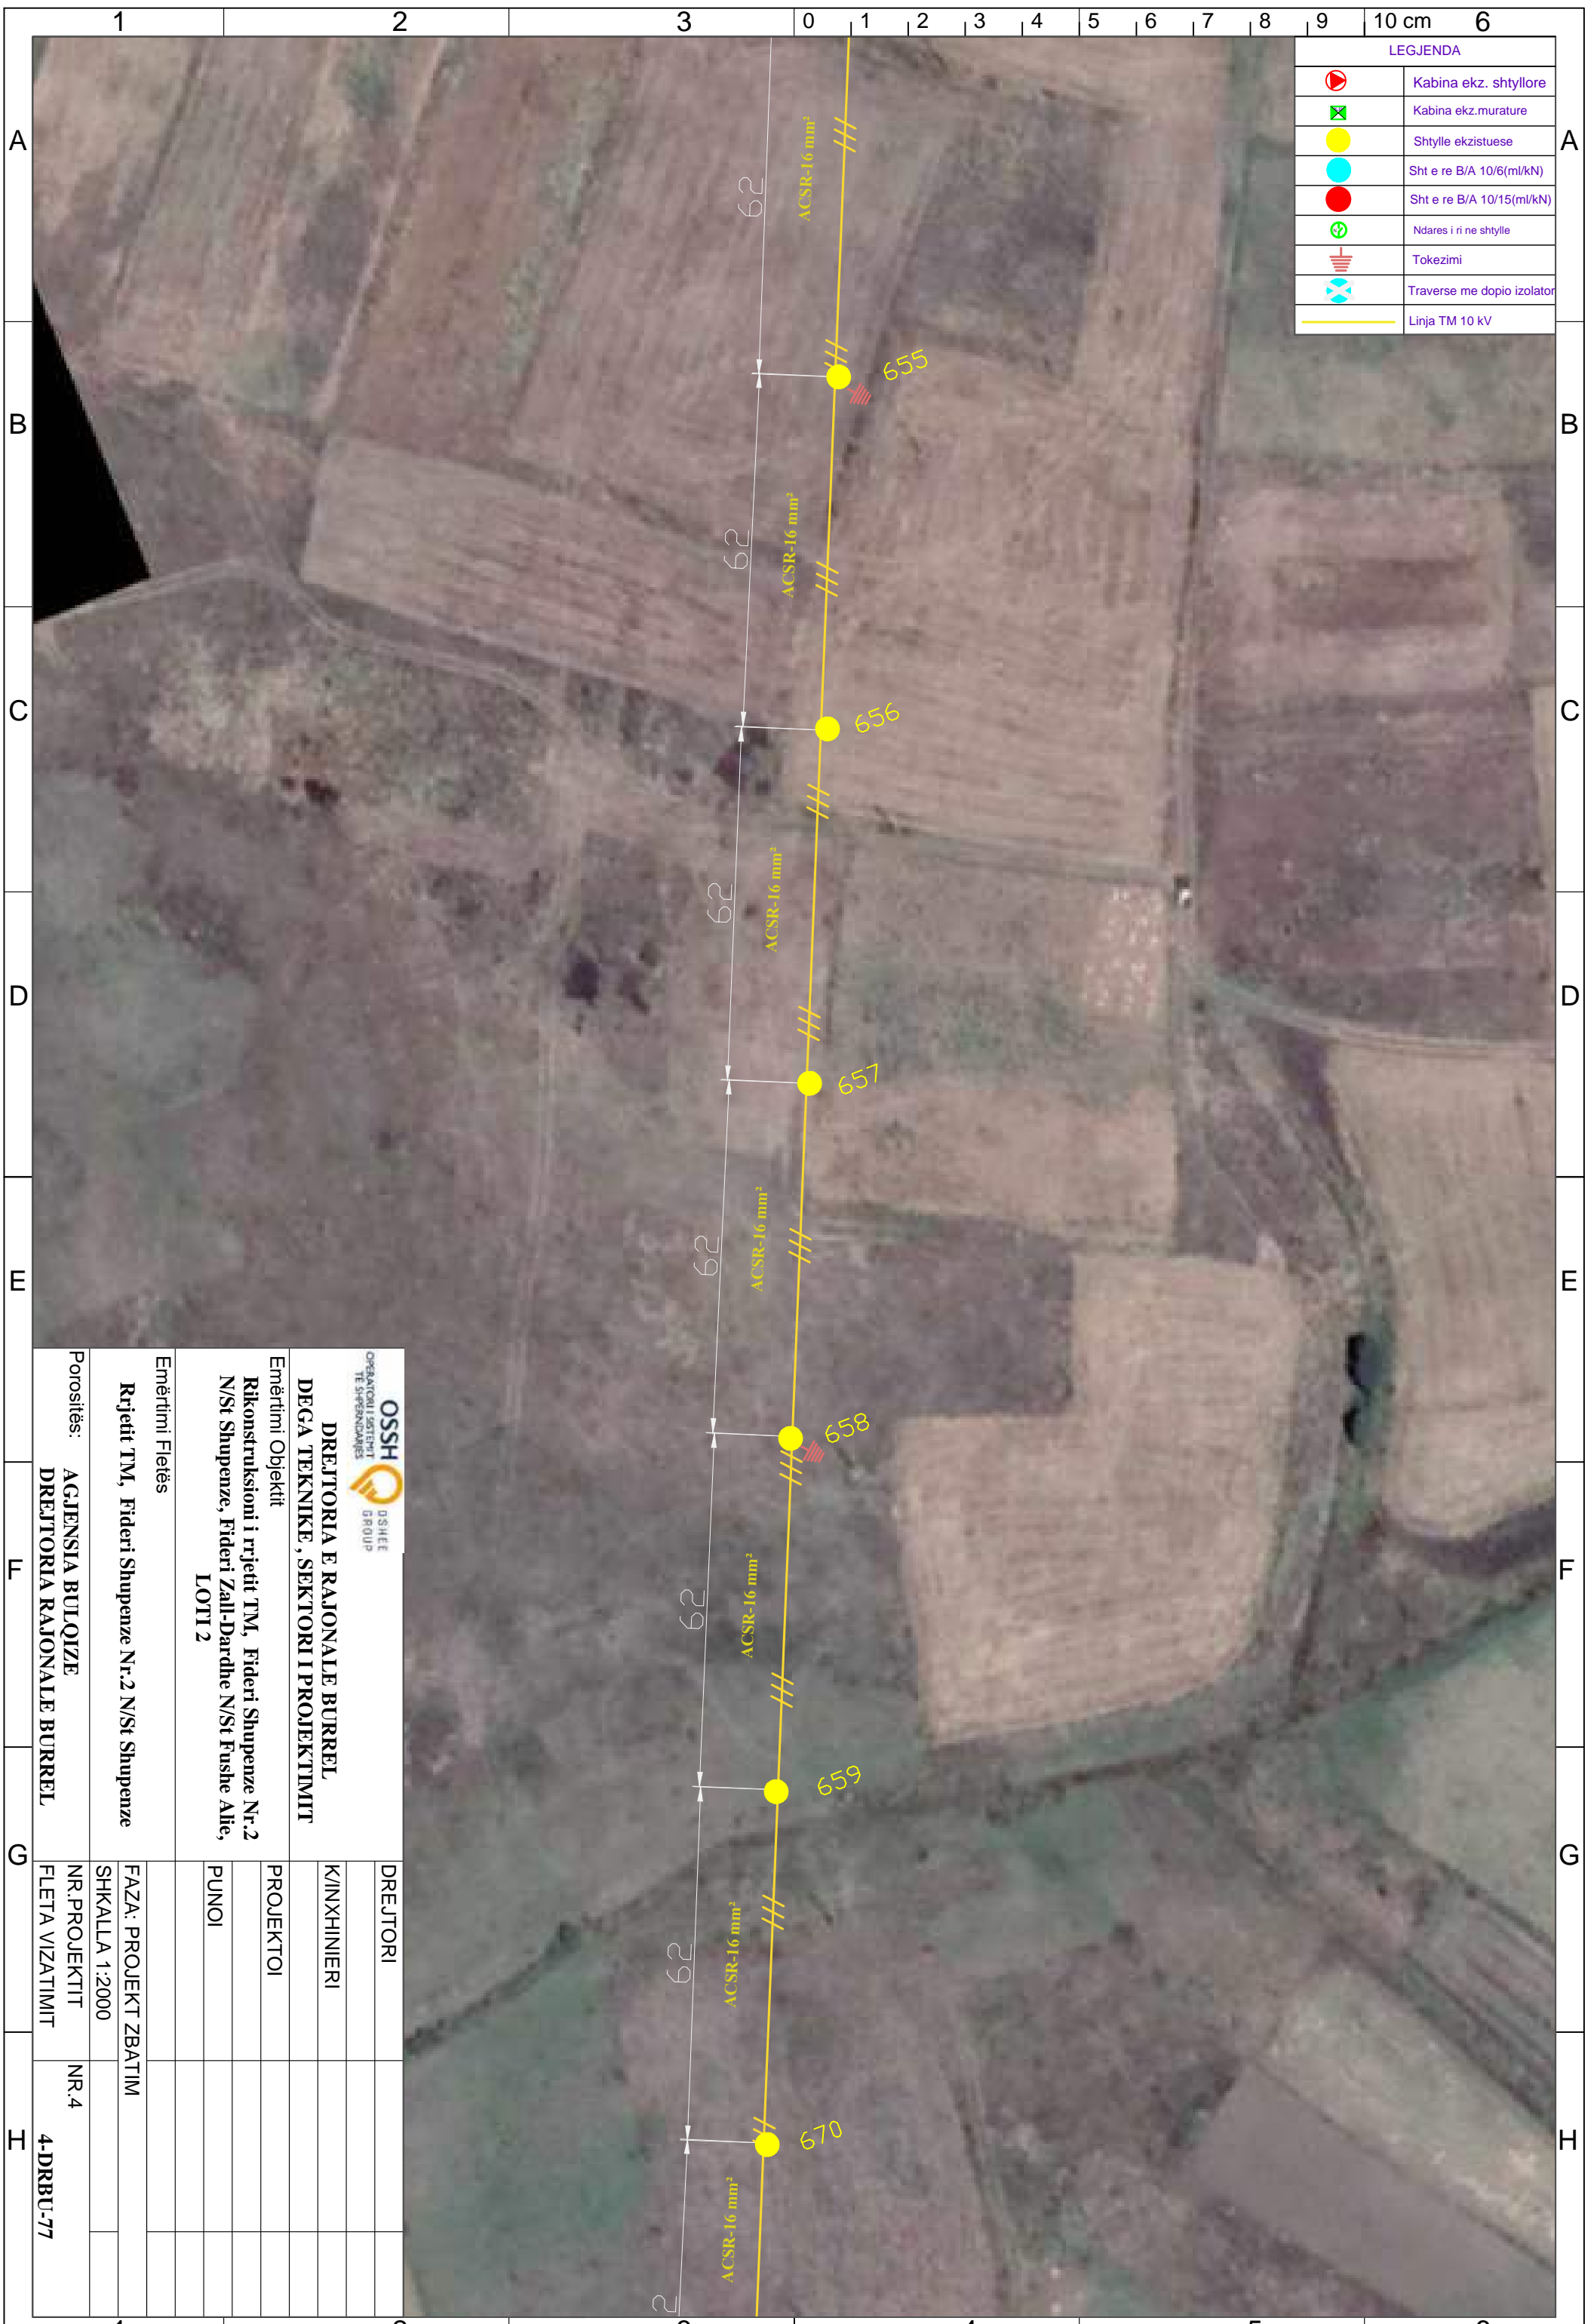 1 2 3 0 1 2 3 4 5 6 7 8 9 10 cm 6
LEGJENDA
Kabina ekz. shtyllore
Kabina ekz.murature
Shtylle ekzistuese
Sht e re B/A 10/6(ml/kN)
Sht e re B/A 10/15(ml/kN)
Ndares i ri ne shtylle
Tokezimi
Traverse me dopio izolator
Linja TM 10 kV
A A
62 ACSR-16 mm²
655
B B
62 ACSR-16 mm²
C C
656
62 ACSR-16 mm²
D D
657
62 ACSR-16 mm²
E E
658
F F
62 ACSR-16 mm²
659
G G
62 ACSR-16 mm²
H H
670
2 ACSR-16 mm²
OSSH
OPERATORI I SISTEMIT
TË SHPËRNDARJES
OSHEE
GROUP
DREJTORIA E RAJONALE BURREL
DEGA TEKNIKE , SEKTORI I PROJEKTIMIT
Emërtimi Objektit
Rikonstruksioni i rrjetit TM, Fideri Shupenze Nr.2
N/St Shupenze, Fideri Zall-Dardhe N/St Fushe Alie,
LOTI 2
Emërtimi Fletës
Rrjetit TM, Fideri Shupenze Nr.2 N/St Shupenze
Porositës:
AGJENSIA BULQIZE
DREJTORIA RAJONALE BURREL
DREJTORI
K/INXHINIERI
PROJEKTOI
PUNOI
FAZA: PROJEKT ZBATIM
SHKALLA 1:2000
NR.PROJEKTIT NR.4
FLETA VIZATIMIT 4-DRBU-77